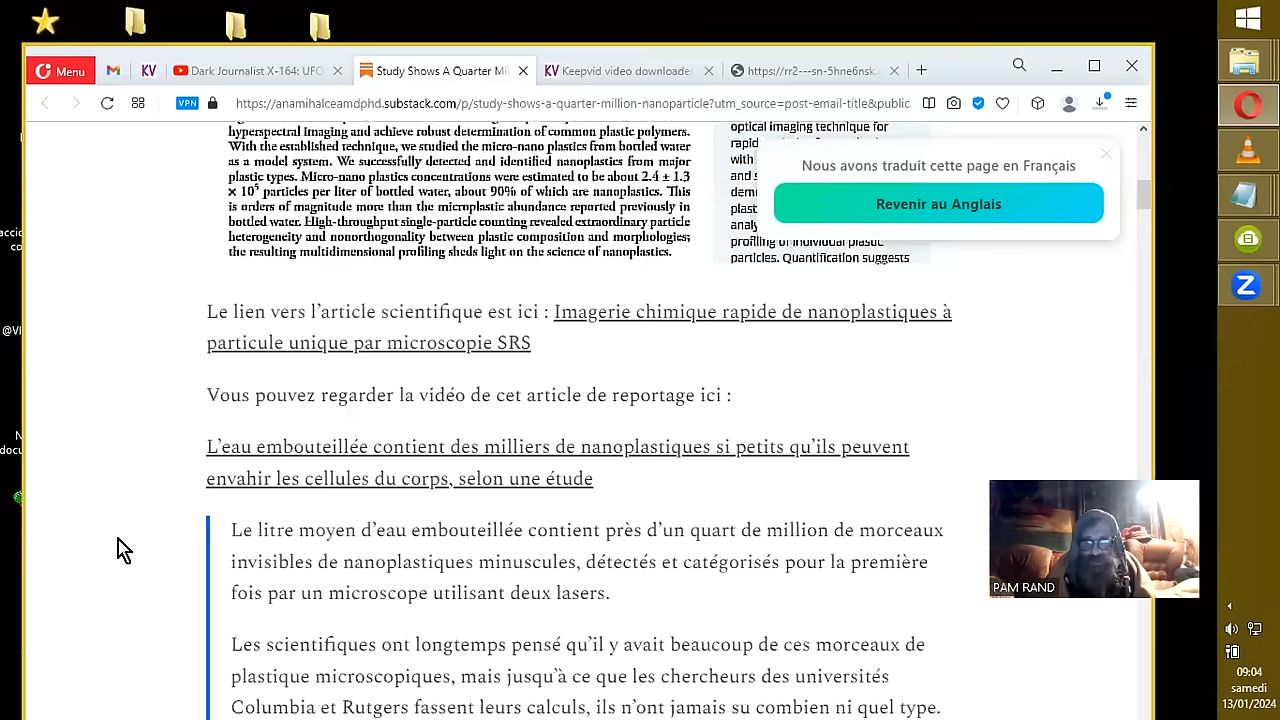 Menu
KV
Dark Journalist X-164: UFO
Study Shows A Quarter Mi
KV
Keepvid video downloade
https://rr2---sn-5hne6nsk.
VPN
https://anamihalceamdphd.substack.com/p/study-shows-a-quarter-million-nanoparticle?utm_source=post-email-title&public
hyperspectral imaging and achieve robust determination of common plastic polymers.
With the established technique, we studied the micro-nano plastics from bottled water
as a model system. We successfully detected and identified nanoplastics from major
plastic types. Micro-nano plastics concentrations were estimated to be about 2.4 ± 1.3
× 10⁵ particles per liter of bottled water, about 90% of which are nanoplastics. This
is orders of magnitude more than the microplastic abundance reported previously in
bottled water. High-throughput single-particle counting revealed extraordinary particle
heterogeneity and nonorthogonality between plastic composition and morphologies;
the resulting multidimensional profiling sheds light on the science of nanoplastics.
optical imaging technique for
rapid
with
and s
dem
plast
analy
profiling of individual plastic
particles. Quantification suggests
Nous avons traduit cette page en Français
Revenir au Anglais
Le lien vers l’article scientifique est ici : Imagerie chimique rapide de nanoplastiques à
particule unique par microscopie SRS
Vous pouvez regarder la vidéo de cet article de reportage ici :
L’eau embouteillée contient des milliers de nanoplastiques si petits qu’ils peuvent
envahir les cellules du corps, selon une étude
Le litre moyen d’eau embouteillée contient près d’un quart de million de morceaux
invisibles de nanoplastiques minuscules, détectés et catégorisés pour la première
fois par un microscope utilisant deux lasers.
Les scientifiques ont longtemps pensé qu’il y avait beaucoup de ces morceaux de
plastique microscopiques, mais jusqu’à ce que les chercheurs des universités
Columbia et Rutgers fassent leurs calculs, ils n’ont jamais su combien ni quel type.
PAM RAND
09:04
samedi
13/01/2024